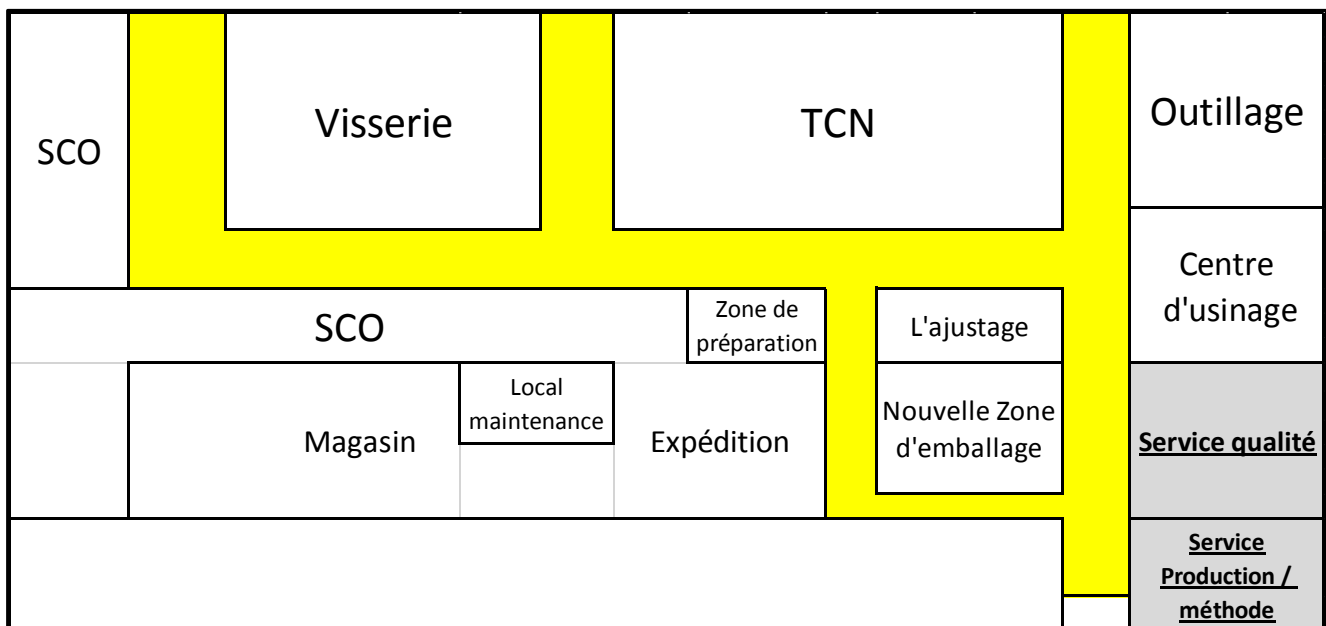 SCO
Visserie
TCN
Outillage
Centre
d'usinage
SCO
Zone de
préparation
L'ajustage
Local
maintenance
Magasin
Expédition
Nouvelle Zone
d'emballage
Service qualité
Service
Production /
méthode